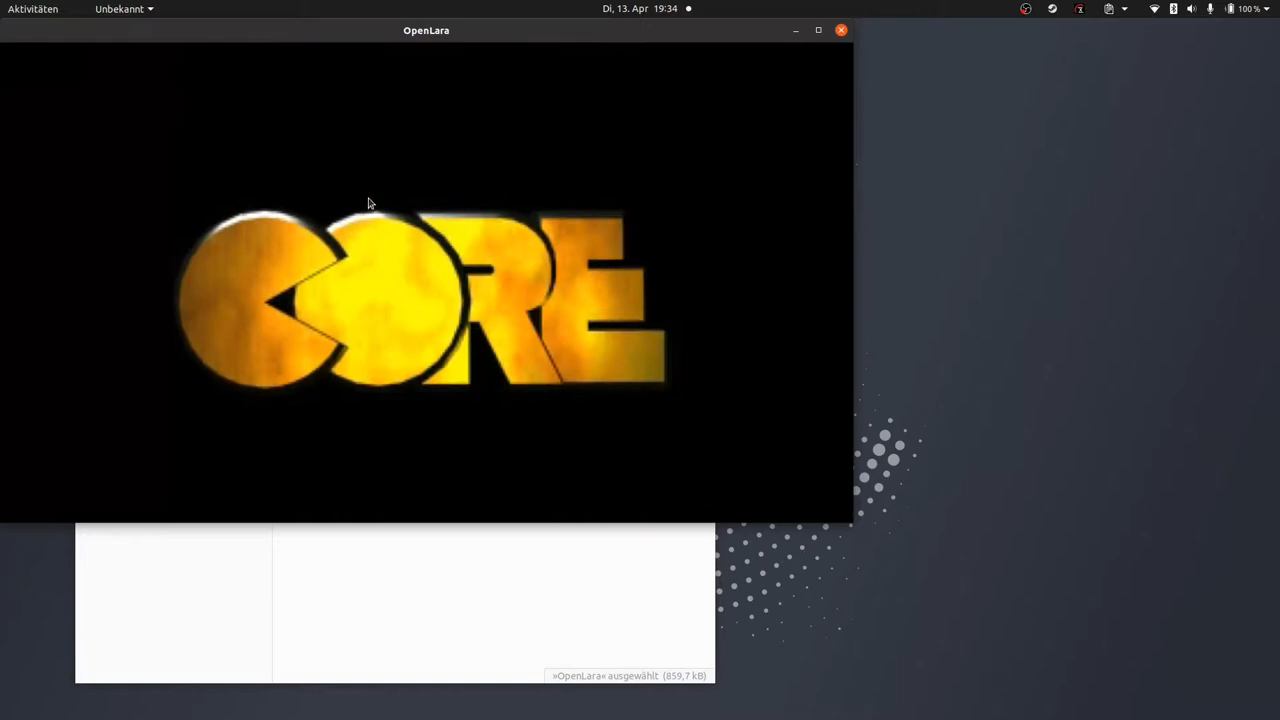 Aktivitäten
Unbekannt
Di, 13. Apr 19:34
100 %
OpenLara
CORE
»OpenLara« ausgewählt (859,7 kB)